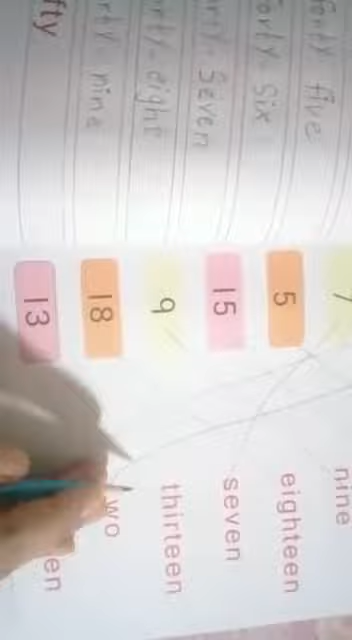 forty five
forty six
forty-seven
forty-eight
forty nine
fifty
7
5
15
9
18
13
nine
eighteen
seven
thirteen